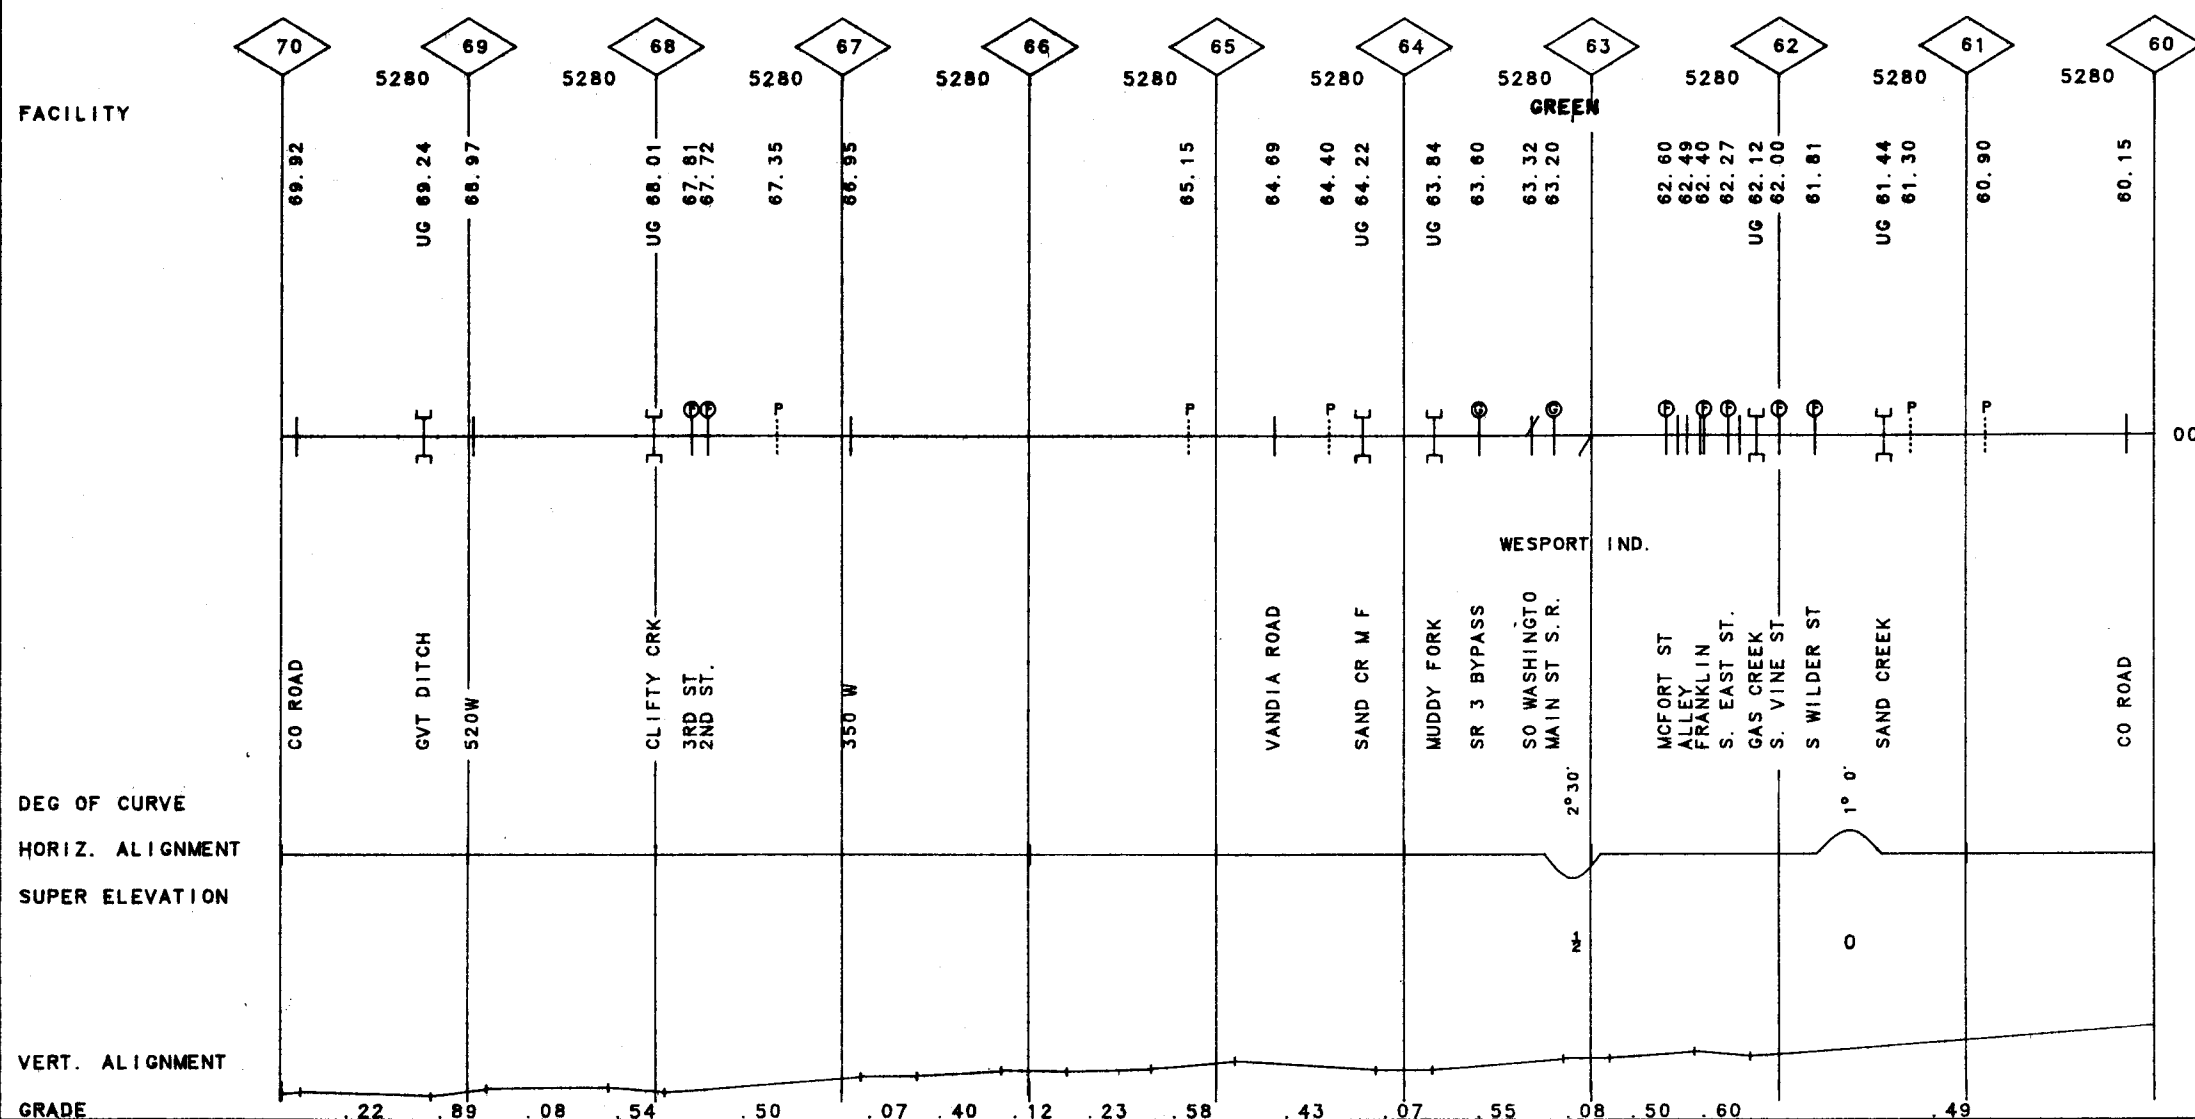 70 69 68 67 66 65 64 63 62 61 60
5280 5280 5280 5280 5280 5280 5280 5280 5280 5280
FACILITY
GREEN
69.92
UG 69.24
68.97
UG 68.01
67.81
67.72
67.35
66.95
65.15
64.69
64.40
UG 64.22
UG 63.84
63.60
63.32
63.20
62.60
62.49
62.40
62.27
UG 62.12
62.00
61.81
UG 61.44
61.30
60.90
60.15
F F P P P G G F F F F F P P
00
WESPORT IND.
CO ROAD
GVT DITCH
520W
CLIFTY CRK
3RD ST
2ND ST.
350 W
VANDIA ROAD
SAND CR M F
MUDDY FORK
SR 3 BYPASS
SO WASHINGTO
MAIN ST S.R.
MCFORT ST
ALLEY
FRANKLIN
S. EAST ST.
GAS CREEK
S. VINE ST
S WILDER ST
SAND CREEK
CO ROAD
DEG OF CURVE
2°30'
1° 0'
HORIZ. ALIGNMENT
SUPER ELEVATION
½ 0
VERT. ALIGNMENT
GRADE .22 .89 .08 .54 .50 .07 .40 .12 .23 .58 .43 .07 .55 .08 .50 .60 .49